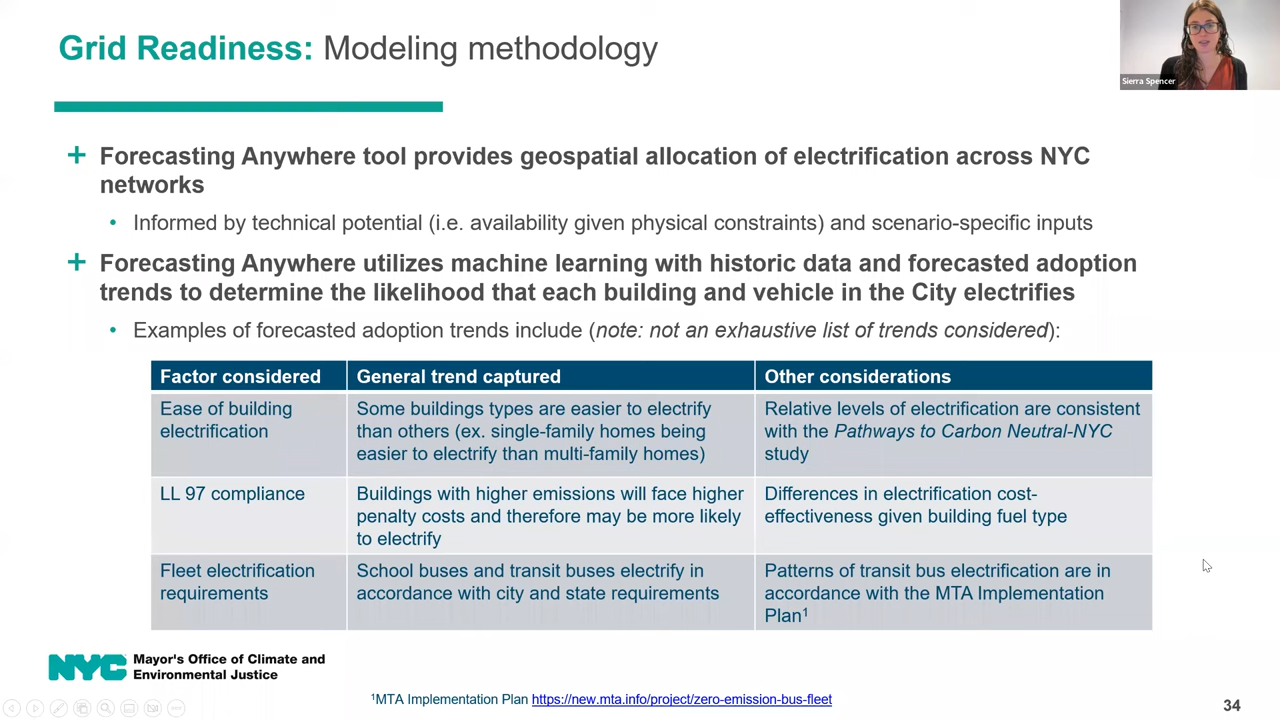 Grid Readiness: Modeling methodology
Sierra Spencer
+ Forecasting Anywhere tool provides geospatial allocation of electrification across NYC
networks
• Informed by technical potential (i.e. availability given physical constraints) and scenario-specific inputs
+ Forecasting Anywhere utilizes machine learning with historic data and forecasted adoption
trends to determine the likelihood that each building and vehicle in the City electrifies
• Examples of forecasted adoption trends include (note: not an exhaustive list of trends considered):
Factor considered
General trend captured
Other considerations
Ease of building
electrification
Some buildings types are easier to electrify
than others (ex. single-family homes being
easier to electrify than multi-family homes)
Relative levels of electrification are consistent
with the Pathways to Carbon Neutral-NYC
study
LL 97 compliance
Buildings with higher emissions will face higher
penalty costs and therefore may be more likely
to electrify
Differences in electrification cost-
effectiveness given building fuel type
Fleet electrification
requirements
School buses and transit buses electrify in
accordance with city and state requirements
Patterns of transit bus electrification are in
accordance with the MTA Implementation
Plan¹
NYC
Mayor's Office of Climate and
Environmental Justice
¹MTA Implementation Plan https://new.mta.info/project/zero-emission-bus-fleet
34